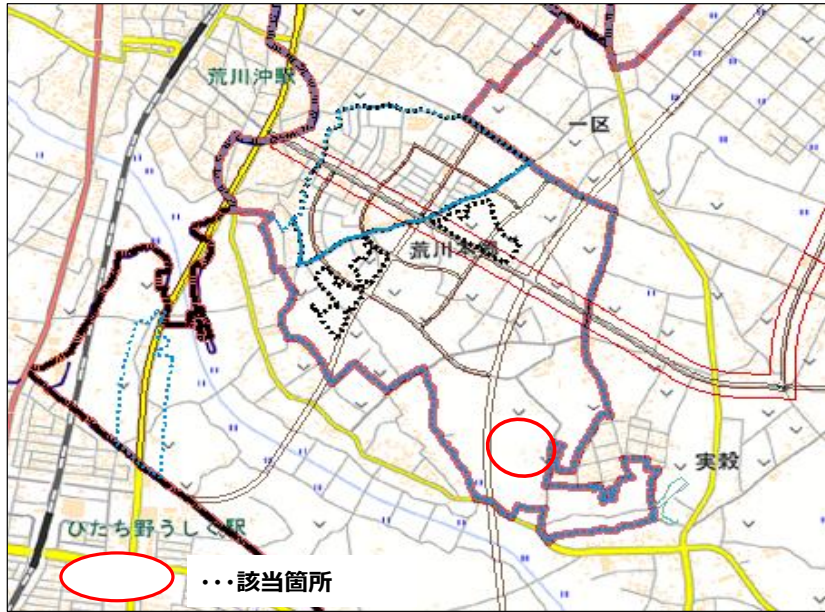 荒川沖駅
一区
荒川本郷
実穀
ひたち野うしく駅
・・・該当箇所